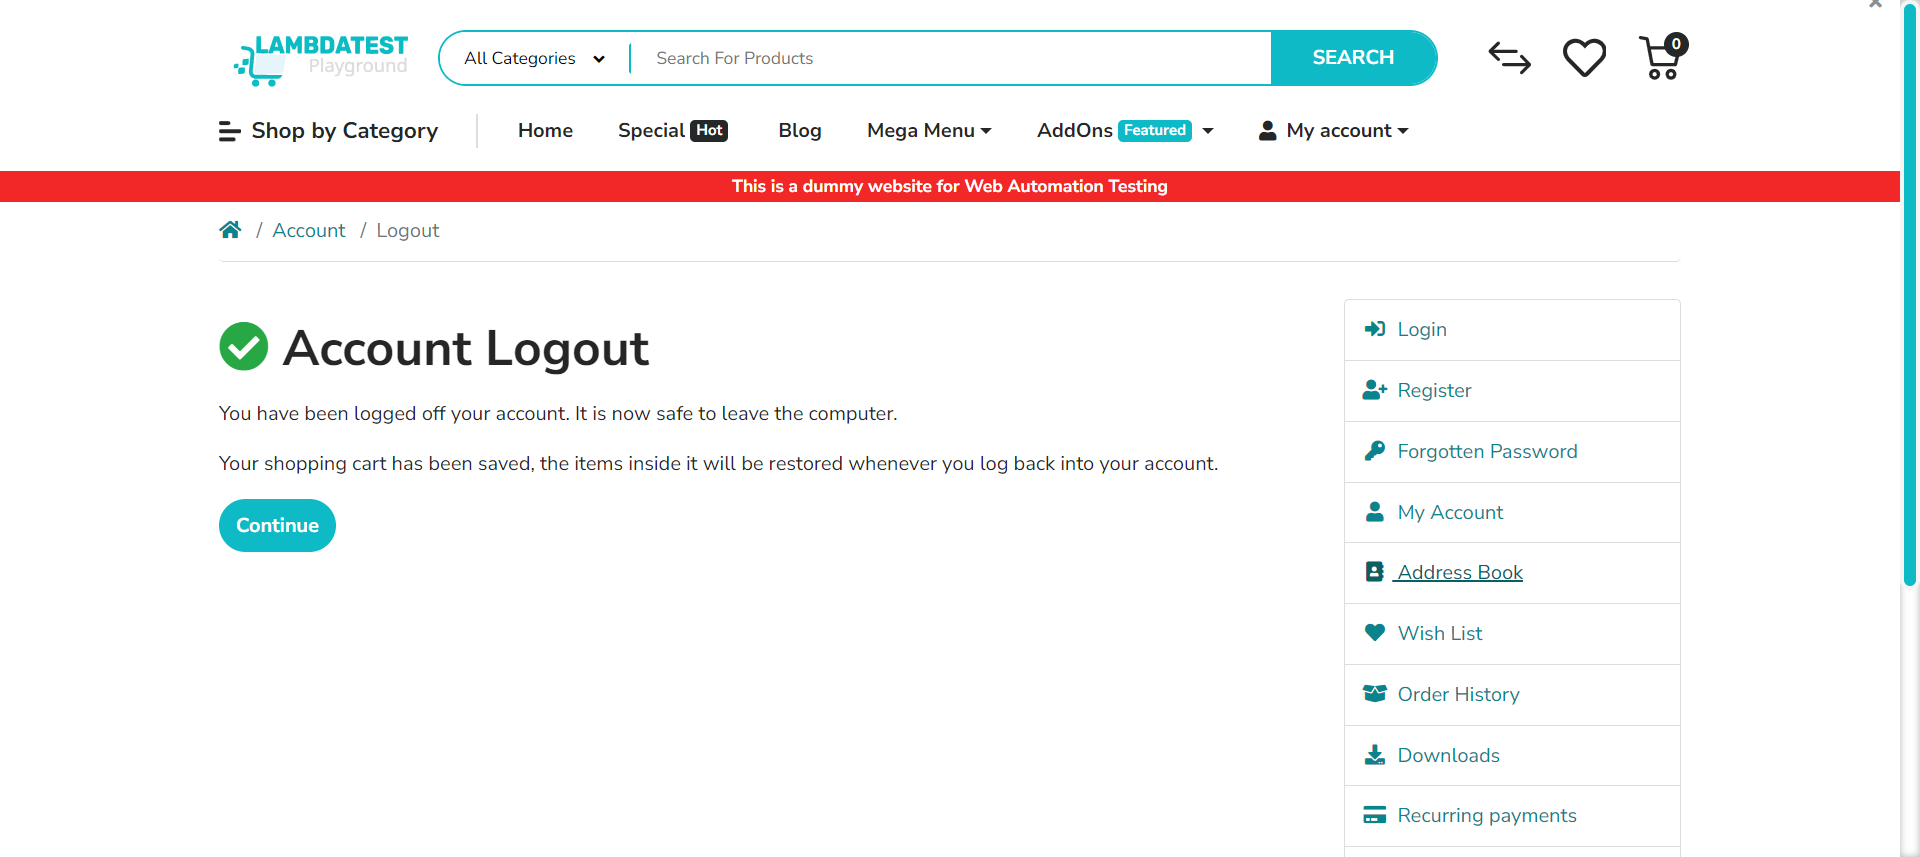 LAMBDATEST
Playground
All Categories
Search For Products
SEARCH
0
Shop by Category
Home
Special Hot
Blog
Mega Menu
AddOns Featured
My account
This is a dummy website for Web Automation Testing
/ Account / Logout
Account Logout
You have been logged off your account. It is now safe to leave the computer.
Your shopping cart has been saved, the items inside it will be restored whenever you log back into your account.
Continue
Login
Register
Forgotten Password
My Account
Address Book
Wish List
Order History
Downloads
Recurring payments